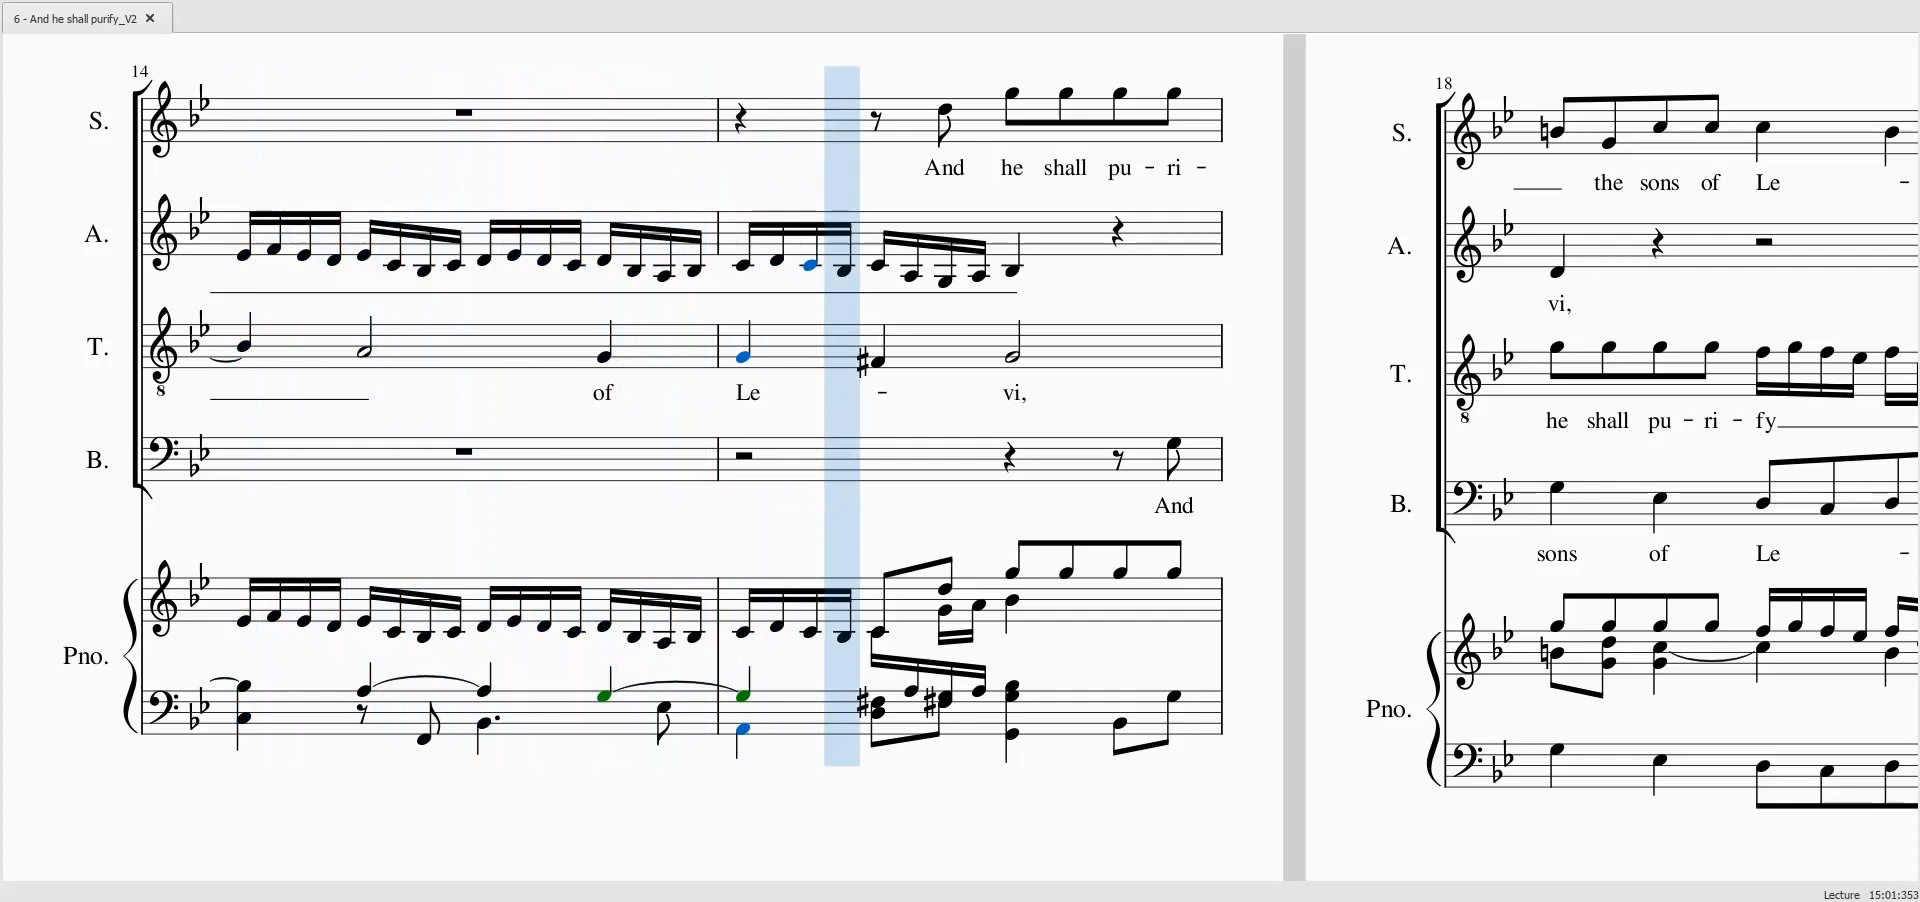 6 - And he shall purify_V2 ×
14
S.
And he shall pu - ri -
A.
T.
8
of Le - vi,
B.
And
Pno.
18
S.
the sons of Le -
A.
vi,
T.
8
he shall pu - ri - fy
B.
sons of Le -
Pno.
Lecture 15:01:353